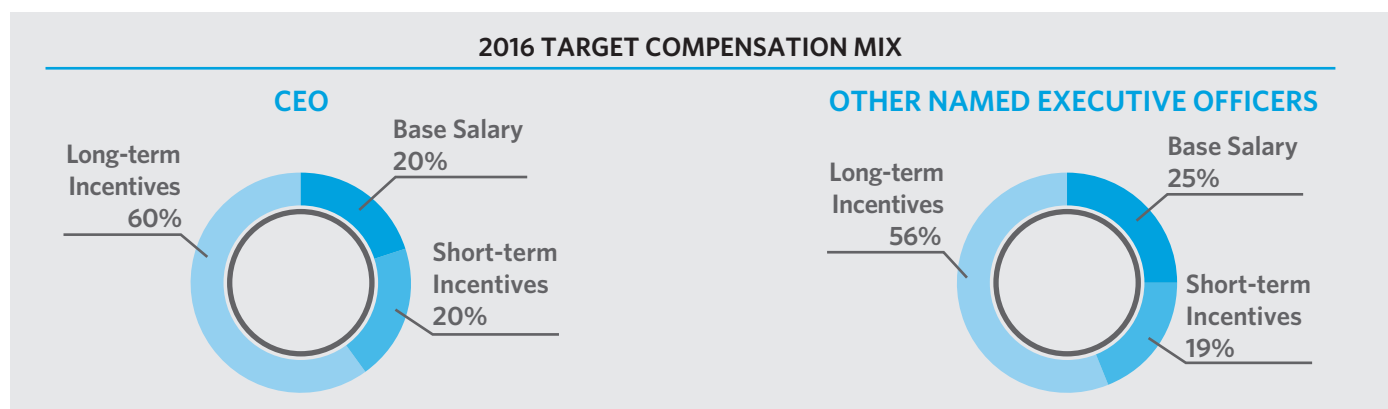 2016 TARGET COMPENSATION MIX
CEO
Base Salary
20%
Long-term
Incentives
60%
Short-term
Incentives
20%
OTHER NAMED EXECUTIVE OFFICERS
Base Salary
25%
Long-term
Incentives
56%
Short-term
Incentives
19%